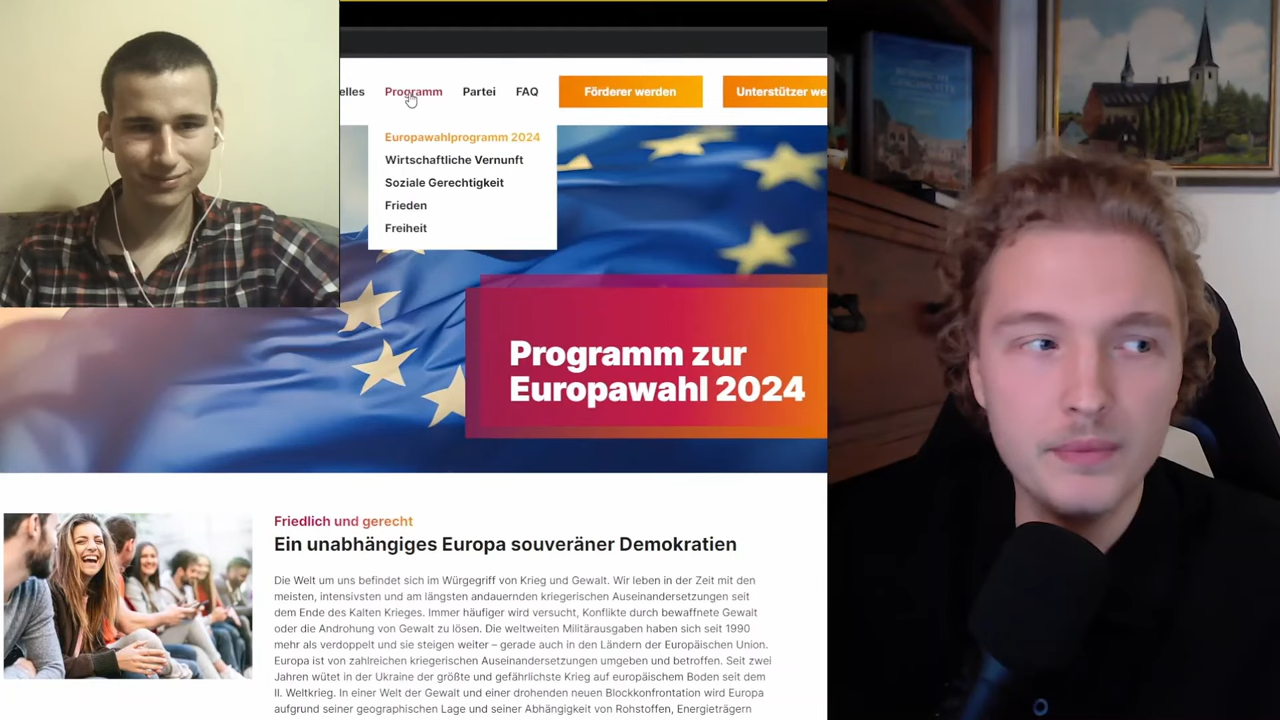 elles Programm Partei FAQ Förderer werden Unterstützer we
Europawahlprogramm 2024
Wirtschaftliche Vernunft
Soziale Gerechtigkeit
Frieden
Freiheit
Programm zur
Europawahl 2024
Friedlich und gerecht
Ein unabhängiges Europa souveräner Demokratien
Die Welt um uns befindet sich im Würgegriff von Krieg und Gewalt. Wir leben in der Zeit mit den
meisten, intensivsten und am längsten andauernden kriegerischen Auseinandersetzungen seit
dem Ende des Kalten Krieges. Immer häufiger wird versucht, Konflikte durch bewaffnete Gewalt
oder die Androhung von Gewalt zu lösen. Die weltweiten Militärausgaben haben sich seit 1990
mehr als verdoppelt und sie steigen weiter – gerade auch in den Ländern der Europäischen Union.
Europa ist von zahlreichen kriegerischen Auseinandersetzungen umgeben und betroffen. Seit zwei
Jahren wütet in der Ukraine der größte und gefährlichste Krieg auf europäischem Boden seit dem
II. Weltkrieg. In einer Welt der Gewalt und einer drohenden neuen Blockkonfrontation wird Europa
aufgrund seiner geographischen Lage und seiner Abhängigkeit von Rohstoffen, Energieträgern